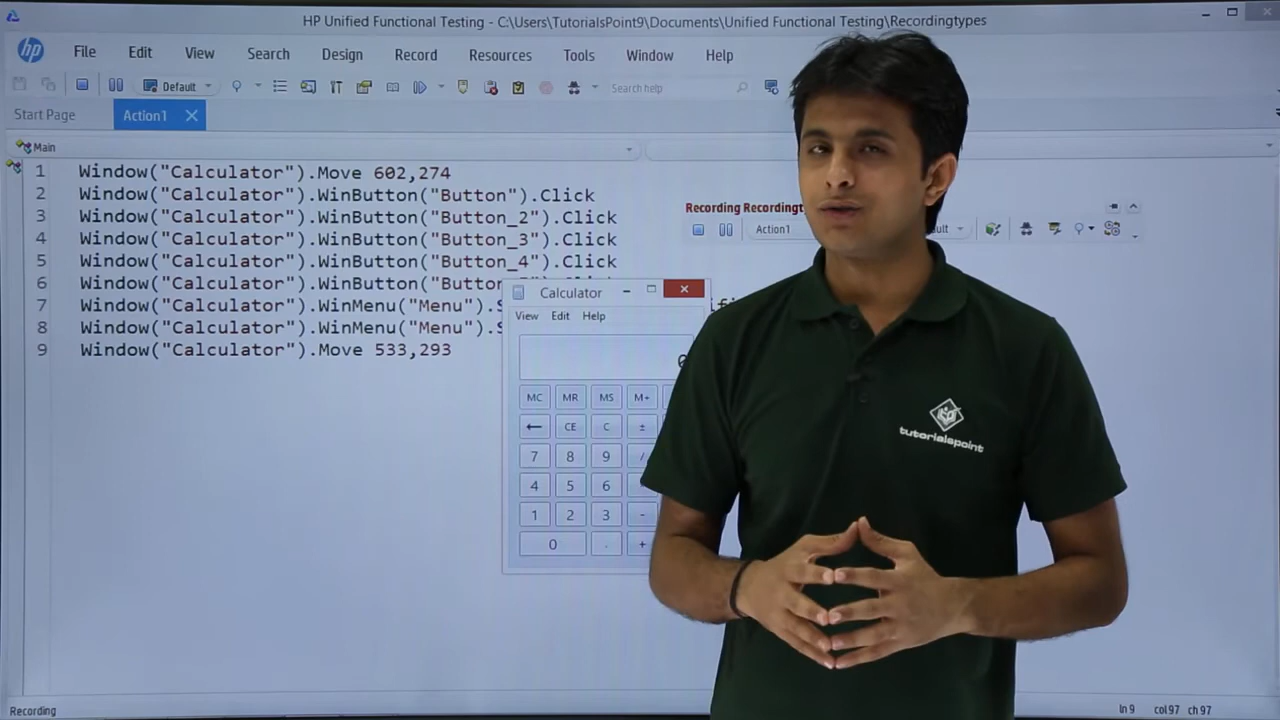 HP Unified Functional Testing - C:\Users\TutorialsPoint9\Documents\Unified Functional Testing\Recordingtypes
hp
File Edit View Search Design Record Resources Tools Window Help
Default Search help
Start Page Action1
Main
1 Window("Calculator").Move 602,274
2 Window("Calculator").WinButton("Button").Click
3 Window("Calculator").WinButton("Button_2").Click
4 Window("Calculator").WinButton("Button_3").Click
5 Window("Calculator").WinButton("Button_4").Click
6 Window("Calculator").WinButton("Button
7 Window("Calculator").WinMenu("Menu").S
8 Window("Calculator").WinMenu("Menu").S
9 Window("Calculator").Move 533,293
Recording Recordingt
Action1
Calculator
View Edit Help
0
MC MR MS M+
← CE C ±
7 8 9 /
4 5 6
1 2 3 -
0 . +
tutorialspoint
Recording ln 9 col 97 ch 97